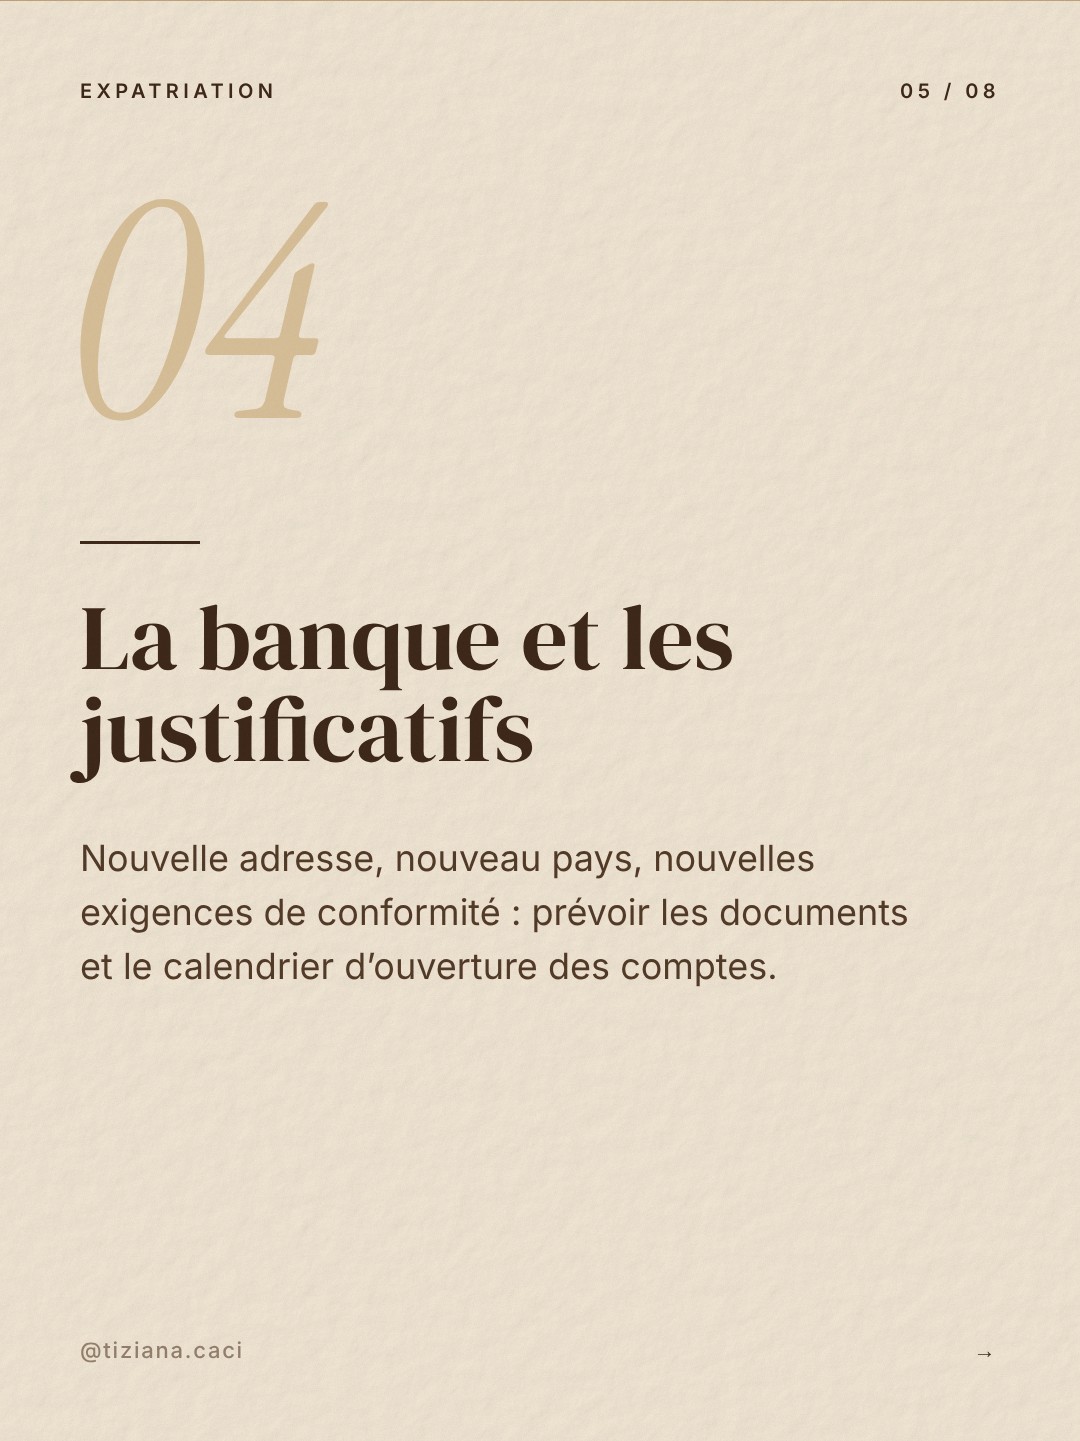 EXPATRIATION
05 / 08
04
La banque et les
justificatifs
Nouvelle adresse, nouveau pays, nouvelles
exigences de conformité : prévoir les documents
et le calendrier d’ouverture des comptes.
@tiziana.caci
→